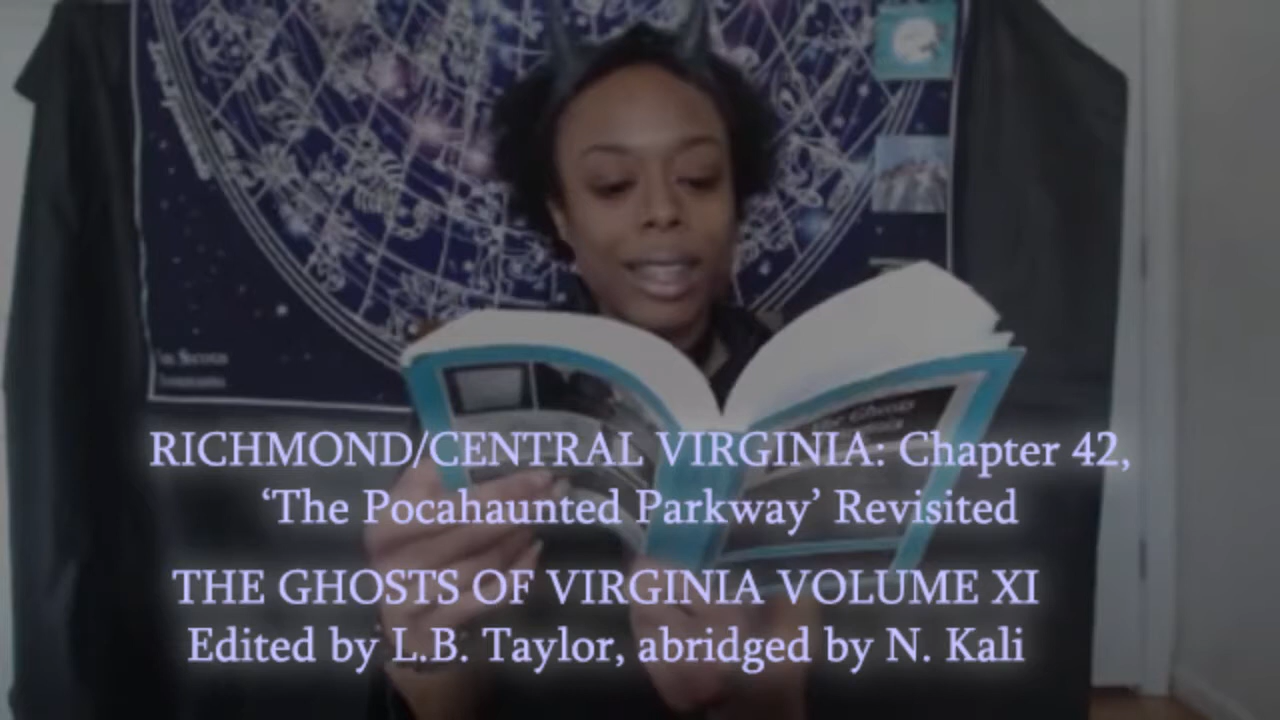 RICHMOND/CENTRAL VIRGINIA: Chapter 42,
‘The Pocahaunted Parkway’ Revisited
THE GHOSTS OF VIRGINIA VOLUME XI
Edited by L.B. Taylor, abridged by N. Kali